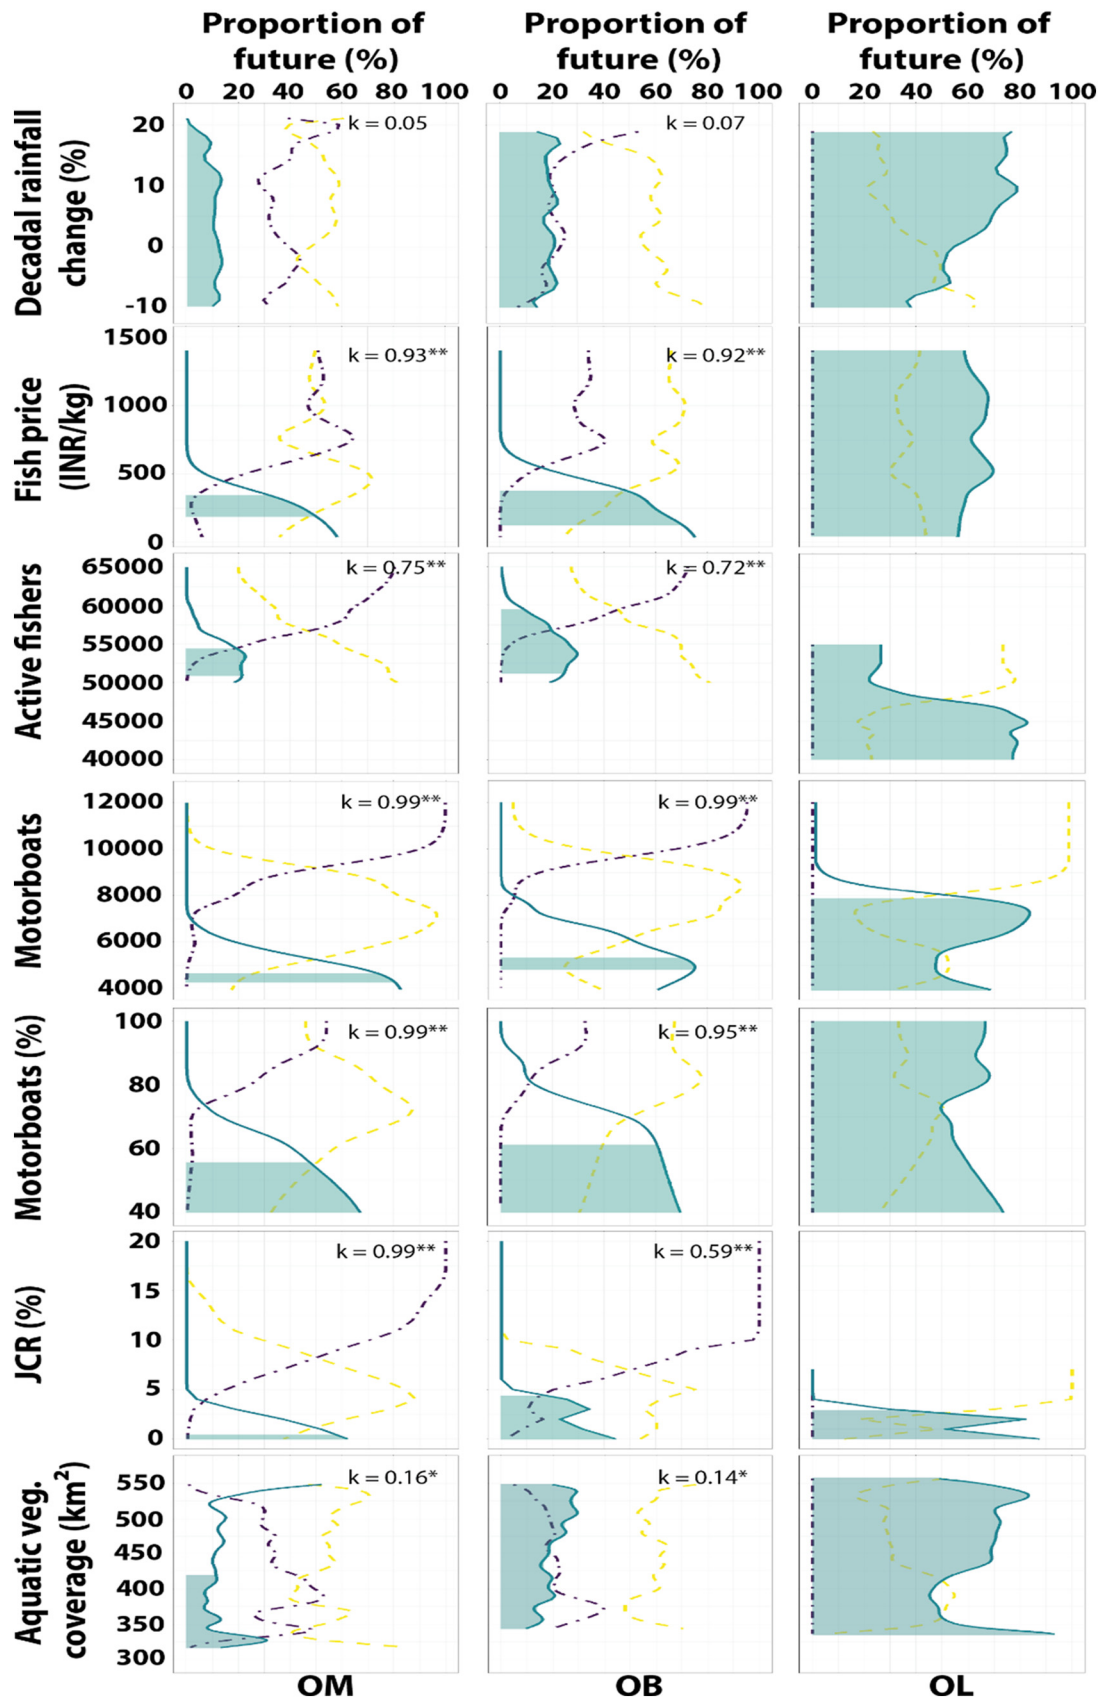 Proportion of future (%)
Proportion of future (%)
Proportion of future (%)
0 20 40 60 80 100
0 20 40 60 80 100
0 20 40 60 80 100
Decadal rainfall
change (%)
20
10
0
-10
k = 0.05
k = 0.07
Fish price
(INR/kg)
1500
1000
500
0
k = 0.93**
k = 0.92**
Active fishers
65000
60000
55000
50000
45000
40000
k = 0.75**
k = 0.72**
Motorboats
12000
10000
8000
6000
4000
k = 0.99**
k = 0.99**
Motorboats (%)
100
80
60
40
k = 0.99**
k = 0.95**
JCR (%)
20
15
10
5
0
k = 0.99**
k = 0.59**
Aquatic veg.
coverage (km²)
550
500
450
400
350
300
k = 0.16*
k = 0.14*
OM
OB
OL